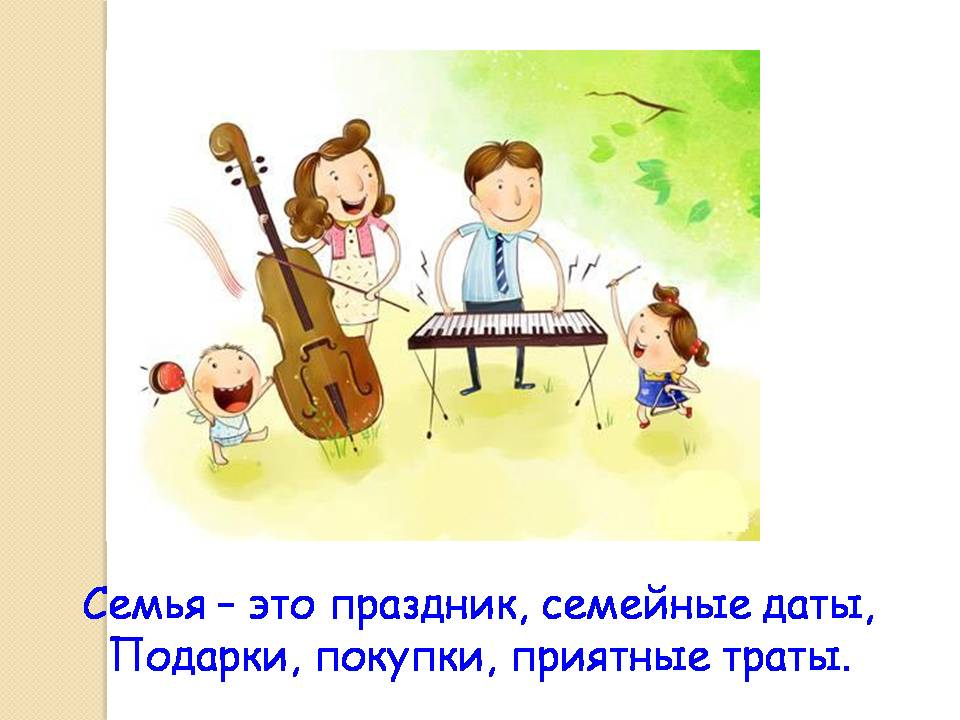 Семья – это праздник, семейные даты,
Подарки, покупки, приятные траты.